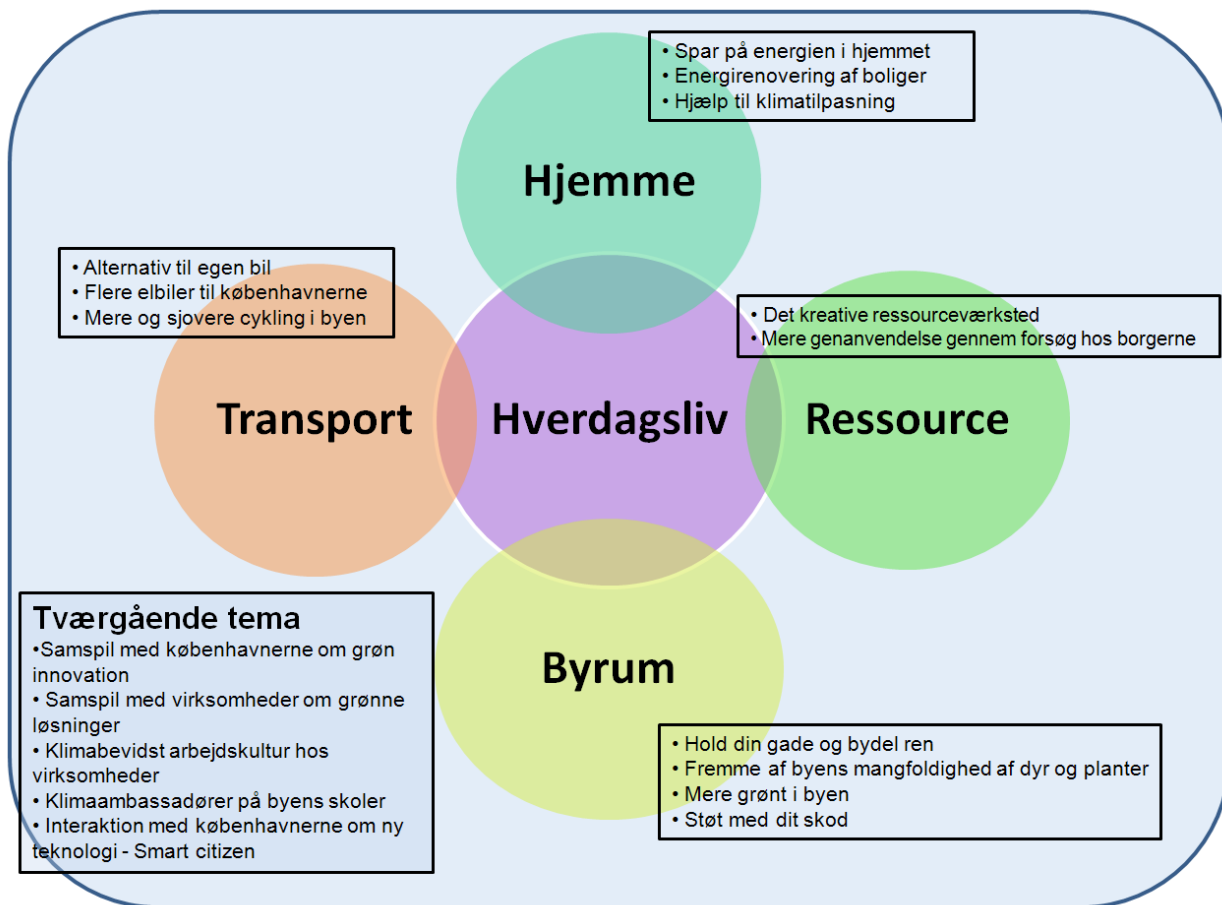 • Spar på energien i hjemmet
• Energirenovering af boliger
• Hjælp til klimatilpasning
Hjemme
• Alternativ til egen bil
• Flere elbiler til københavnerne
• Mere og sjovere cykling i byen
• Det kreative ressourceværksted
• Mere genanvendelse gennem forsøg hos borgerne
Transport
Hverdagsliv
Ressource
Tværgående tema
•Samspil med københavnerne om grøn
innovation
• Samspil med virksomheder om grønne
løsninger
• Klimabevidst arbejdskultur hos
virksomheder
• Klimaambassadører på byens skoler
• Interaktion med københavnerne om ny
teknologi - Smart citizen
Byrum
• Hold din gade og bydel ren
• Fremme af byens mangfoldighed af dyr og planter
• Mere grønt i byen
• Støt med dit skod